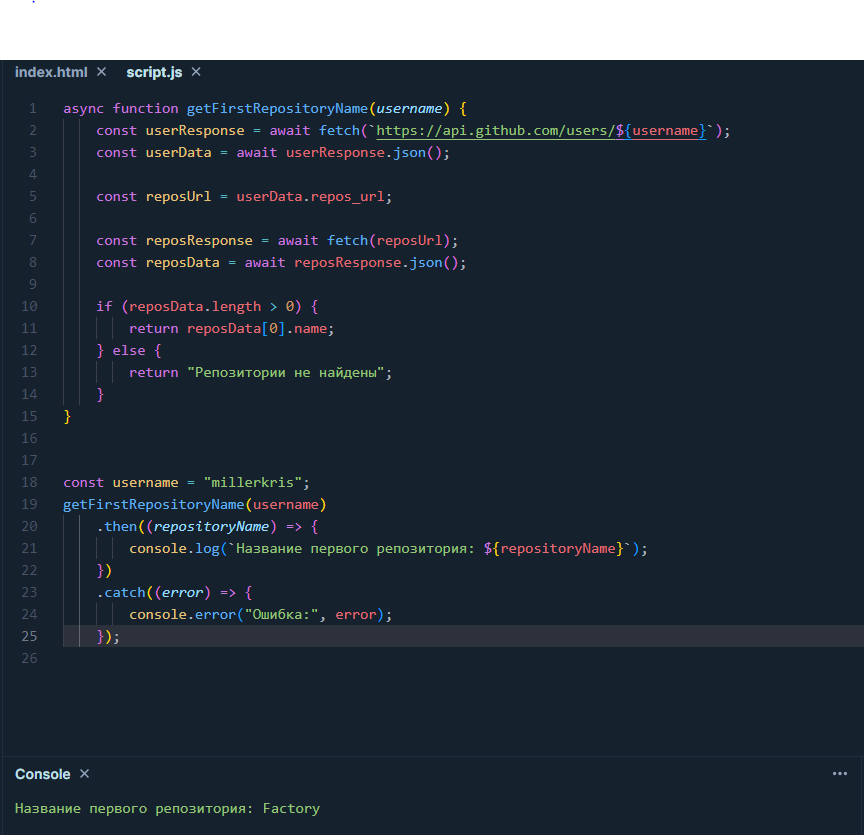 index.html × script.js ×
1 async function getFirstRepositoryName(username) {
2 const userResponse = await fetch(`https://api.github.com/users/${username}`);
3 const userData = await userResponse.json();
4
5 const reposUrl = userData.repos_url;
6
7 const reposResponse = await fetch(reposUrl);
8 const reposData = await reposResponse.json();
9
10 if (reposData.length > 0) {
11 return reposData[0].name;
12 } else {
13 return "Репозитории не найдены";
14 }
15 }
16
17
18 const username = "millerkris";
19 getFirstRepositoryName(username)
20 .then((repositoryName) => {
21 console.log(`Название первого репозитория: ${repositoryName}`);
22 })
23 .catch((error) => {
24 console.error("Ошибка:", error);
25 });
26
Console ×
Название первого репозитория: Factory